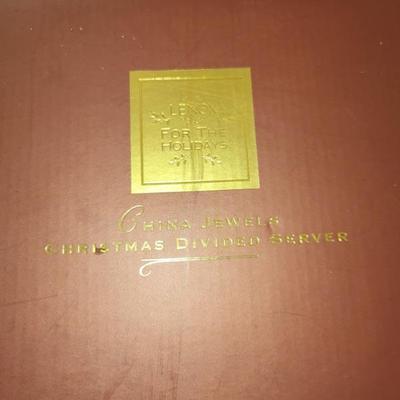 LENOX
FOR THE
HOLIDAYS
CHINA JEWELS
CHRISTMAS DIVIDED SERVER